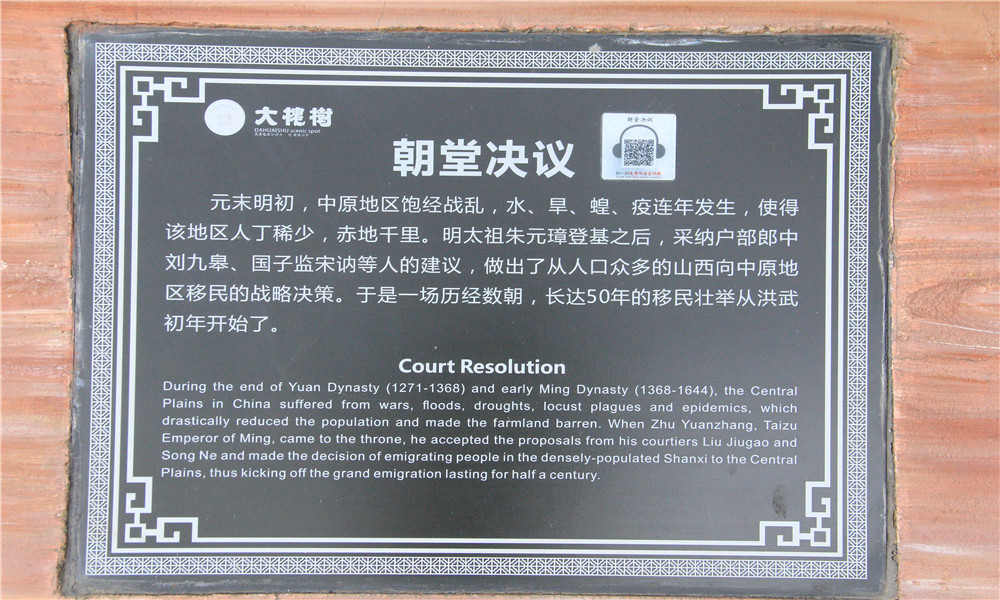 大槐樹
DAHUAISHU scenic spot
朝堂决议
朝堂决议
元末明初，中原地区饱经战乱，水、旱、蝗、疫连年发生，使得
该地区人丁稀少，赤地千里。明太祖朱元璋登基之后，采纳户部郎中
刘九皋、国子监宋讷等人的建议，做出了从人口众多的山西向中原地
区移民的战略决策。于是一场历经数朝，长达50年的移民壮举从洪武
初年开始了。
Court Resolution
During the end of Yuan Dynasty (1271-1368) and early Ming Dynasty (1368-1644), the Central
Plains in China suffered from wars, floods, droughts, locust plagues and epidemics, which
drastically reduced the population and made the farmland barren. When Zhu Yuanzhang, Taizu
Emperor of Ming, came to the throne, he accepted the proposals from his courtiers Liu Jiugao and
Song Ne and made the decision of emigrating people in the densely-populated Shanxi to the Central
Plains, thus kicking off the grand emigration lasting for half a century.